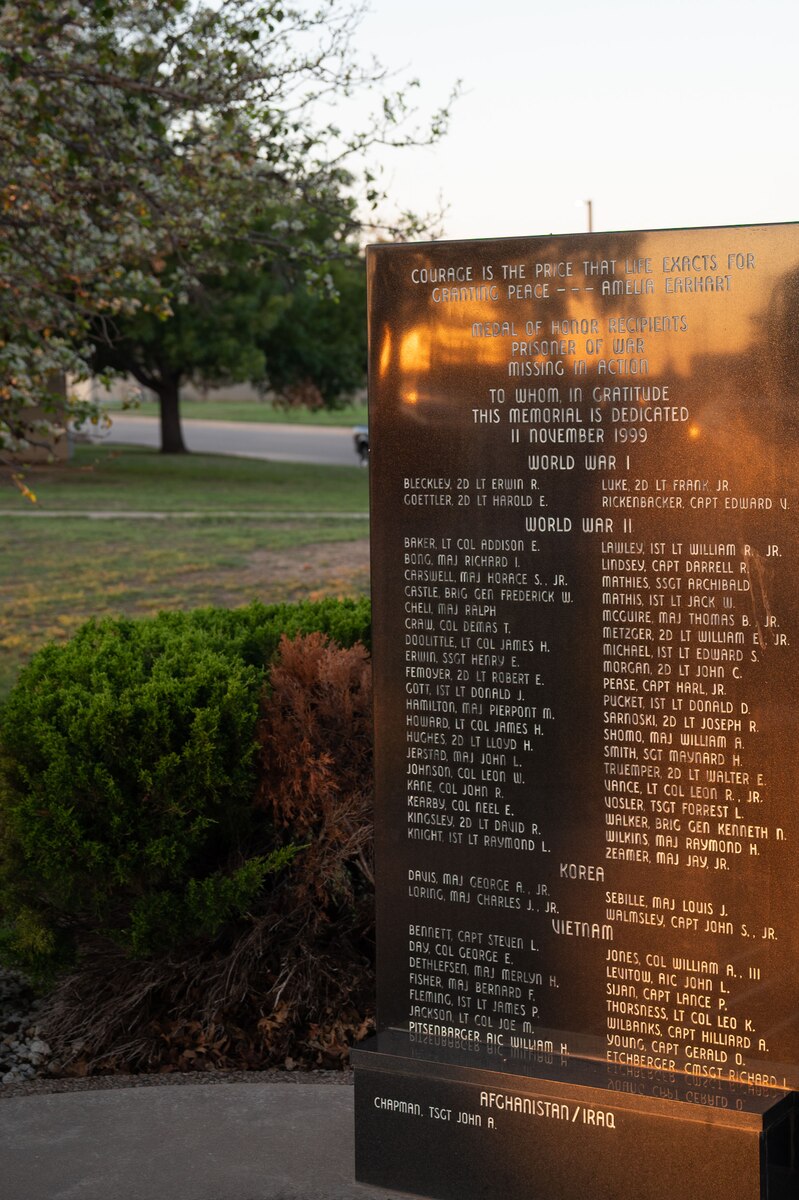 COURAGE IS THE PRICE THAT LIFE EXACTS FOR
GRANTING PEACE --- AMELIA EARHART
MEDAL OF HONOR RECIPIENTS
PRISONER OF WAR
MISSING IN ACTION
TO WHOM, IN GRATITUDE
THIS MEMORIAL IS DEDICATED
11 NOVEMBER 1999
WORLD WAR I
BLECKLEY, 2D LT ERWIN R.
GOETTLER, 2D LT HAROLD E.
LUKE, 2D LT FRANK, JR.
RICKENBACKER, CAPT EDWARD V.
WORLD WAR II
BAKER, LT COL ADDISON E.
BONG, MAJ RICHARD I.
CARSWELL, MAJ HORACE S., JR.
CASTLE, BRIG GEN FREDERICK W.
CHELI, MAJ RALPH
CRAW, COL DEMAS T.
DOOLITTLE, LT COL JAMES H.
ERWIN, SSGT HENRY E.
FEMOYER, 2D LT ROBERT E.
GOTT, 1ST LT DONALD J.
HAMILTON, MAJ PIERPONT M.
HOWARD, LT COL JAMES H.
HUGHES, 2D LT LLOYD H.
JERSTAD, MAJ JOHN L.
JOHNSON, COL LEON W.
KANE, COL JOHN R.
KEARBY, COL NEEL E.
KINGSLEY, 2D LT DAVID R.
KNIGHT, 1ST LT RAYMOND L.
LAWLEY, 1ST LT WILLIAM R., JR.
LINDSEY, CAPT DARRELL R.
MATHIES, SSGT ARCHIBALD
MATHIS, 1ST LT JACK W.
MCGUIRE, MAJ THOMAS B., JR.
METZGER, 2D LT WILLIAM E., JR.
MICHAEL, 1ST LT EDWARD S.
MORGAN, 2D LT JOHN C.
PEASE, CAPT HARL, JR.
PUCKET, 1ST LT DONALD D.
SARNOSKI, 2D LT JOSEPH R.
SHOMO, MAJ WILLIAM A.
SMITH, SGT MAYNARD H.
TRUEMPER, 2D LT WALTER E.
VANCE, LT COL LEON R., JR.
VOSLER, TSGT FORREST L.
WALKER, BRIG GEN KENNETH N.
WILKINS, MAJ RAYMOND H.
ZEAMER, MAJ JAY, JR.
KOREA
DAVIS, MAJ GEORGE A., JR.
LORING, MAJ CHARLES J., JR.
SEBILLE, MAJ LOUIS J.
WALMSLEY, CAPT JOHN S., JR.
VIETNAM
BENNETT, CAPT STEVEN L.
DAY, COL GEORGE E.
DETHLEFSEN, MAJ MERLYN H.
FISHER, MAJ BERNARD F.
FLEMING, 1ST LT JAMES P.
JACKSON, LT COL JOE M.
PITSENBARGER, A1C WILLIAM H.
JONES, COL WILLIAM A., III
LEVITOW, A1C JOHN L.
SIJAN, CAPT LANCE P.
THORSNESS, LT COL LEO K.
WILBANKS, CAPT HILLIARD A.
YOUNG, CAPT GERALD O.
ETCHBERGER, CMSGT RICHARD L.
AFGHANISTAN/IRAQ
CHAPMAN, TSGT JOHN A.